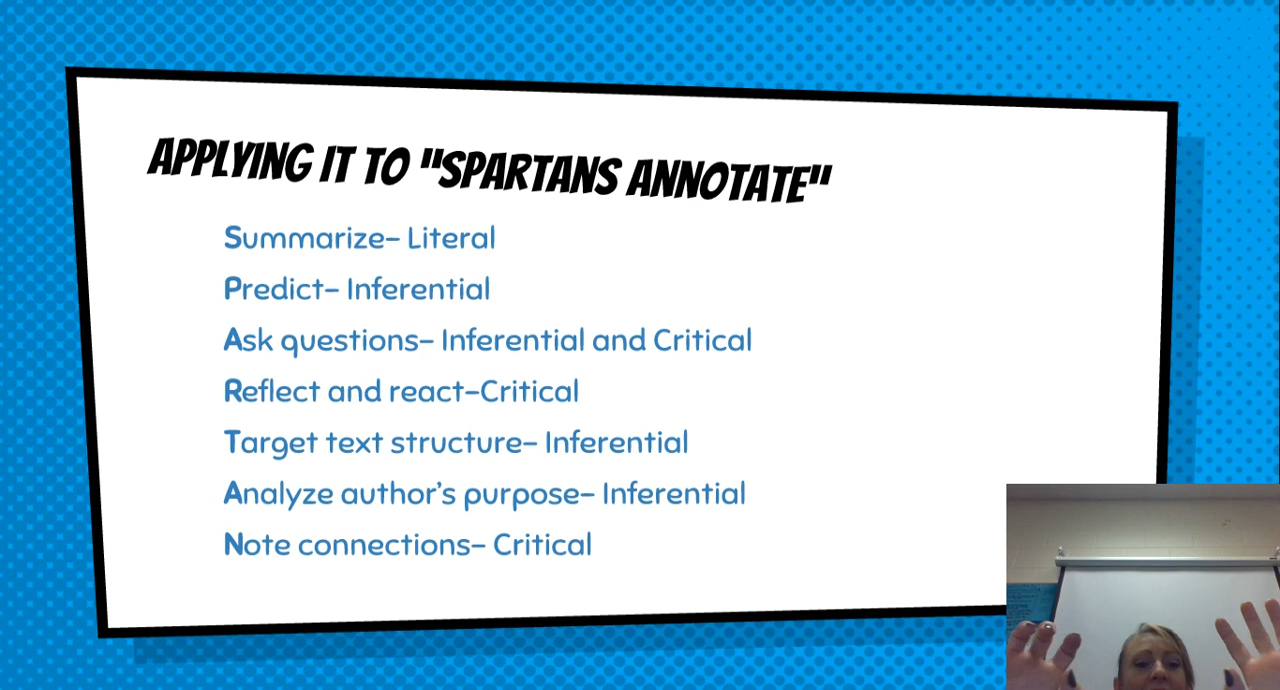 APPLYING IT TO "SPARTANS ANNOTATE"
Summarize- Literal
Predict- Inferential
Ask questions- Inferential and Critical
Reflect and react-Critical
Target text structure- Inferential
Analyze author's purpose- Inferential
Note connections- Critical